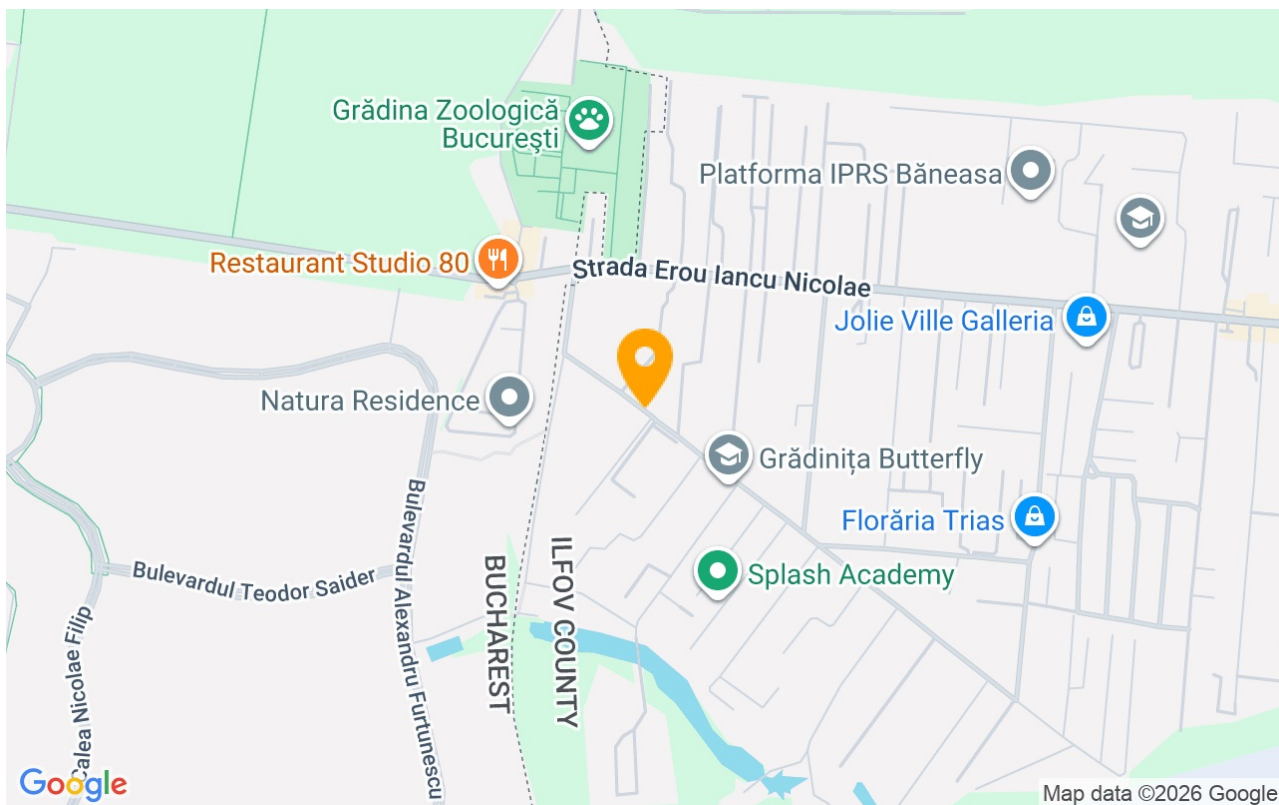 Grădina Zoologică
București
Platforma IPRS Băneasa
Restaurant Studio 80
Strada Erou Iancu Nicolae
Jolie Ville Galleria
Natura Residence
Grădinița Butterfly
Florăria Trias
Splash Academy
Bulevardul Teodor Saider
Bulevardul Alexandru Furtunescu
BUCHAREST
ILFOV COUNTY
Calea Nicolae Filip
Google
Map data ©2026 Google